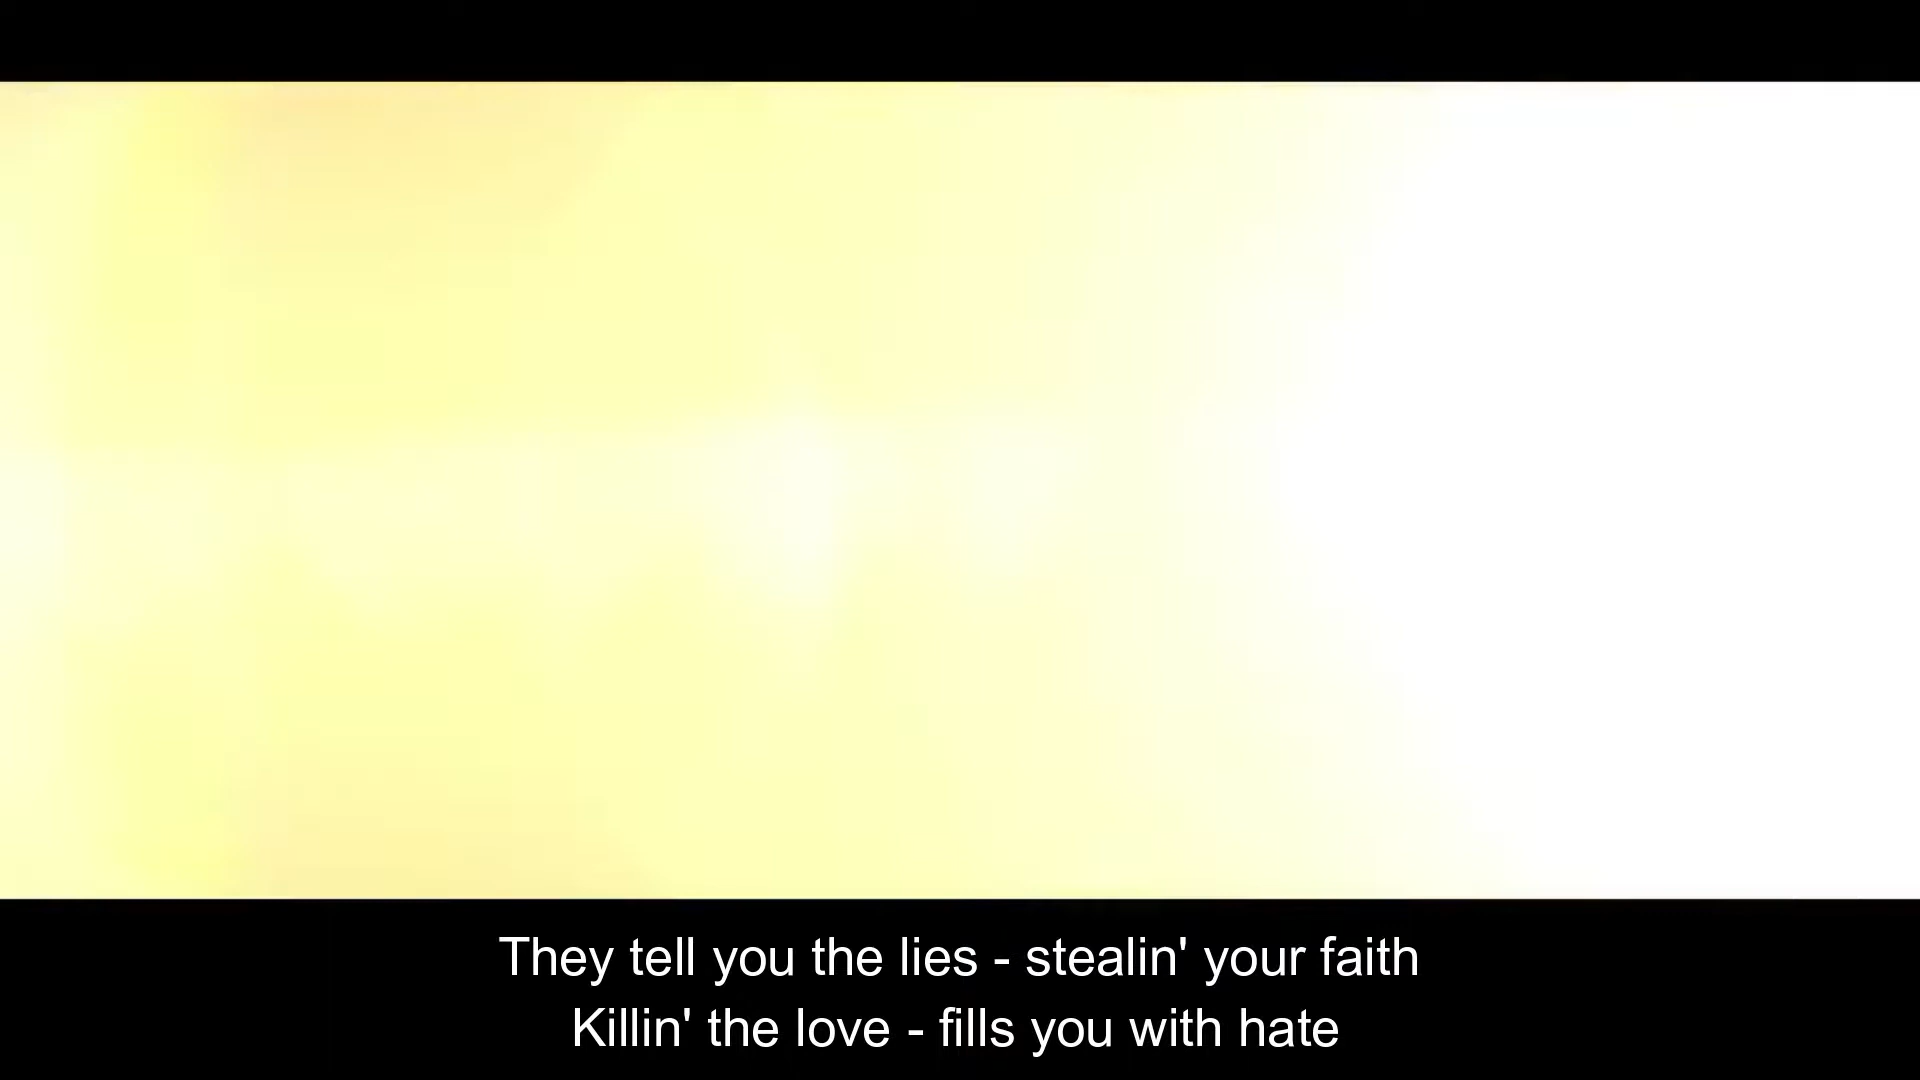 They tell you the lies - stealin' your faith
Killin' the love - fills you with hate